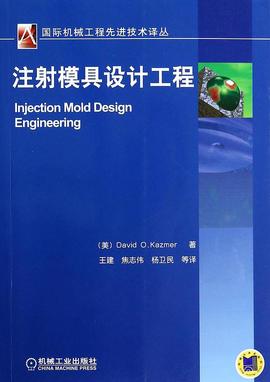 国际机械工程先进技术译丛
注射模具设计工程
Injection Mold Design
Engineering
(美) David O. Kazmer 著
王建 焦志伟 杨卫民 等译
机械工业出版社
CHINA MACHINE PRESS